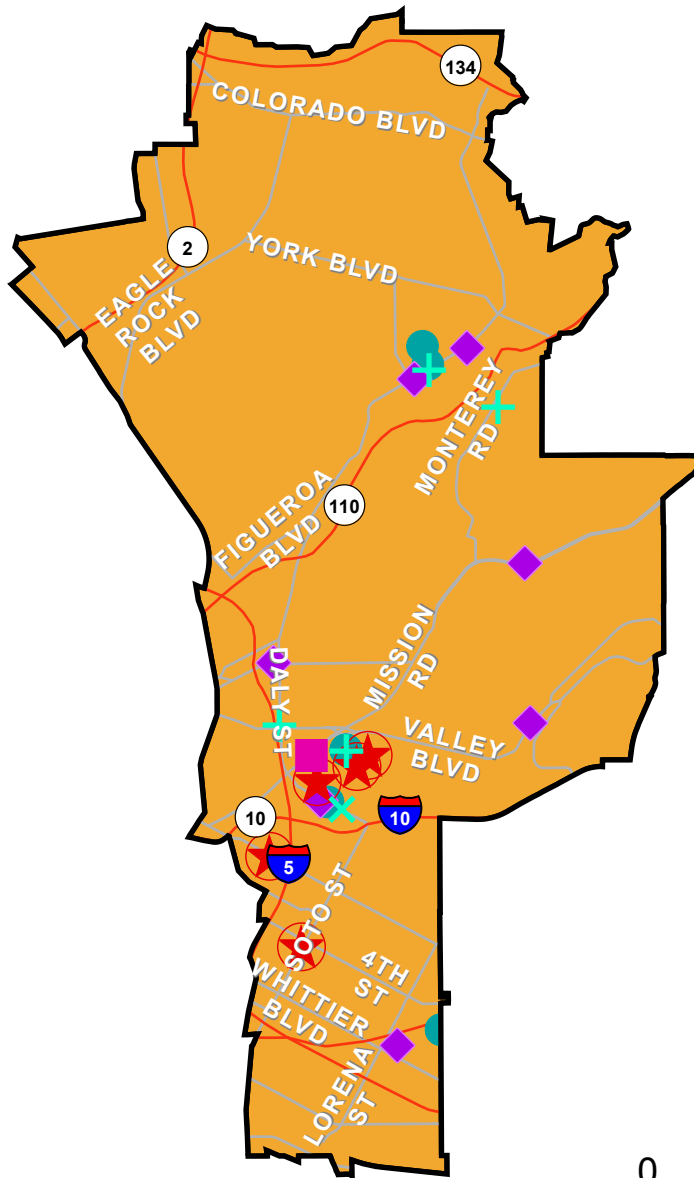 134
COLORADO BLVD
2
YORK BLVD
EAGLE
ROCK
BLVD
MONTEREY
RD
FIGUEROA
BLVD
110
MISSION
RD
DALY ST
VALLEY
BLVD
10
10
5
SOTO ST
4TH
ST
WHITTIER
BLVD
LORENA
ST
0